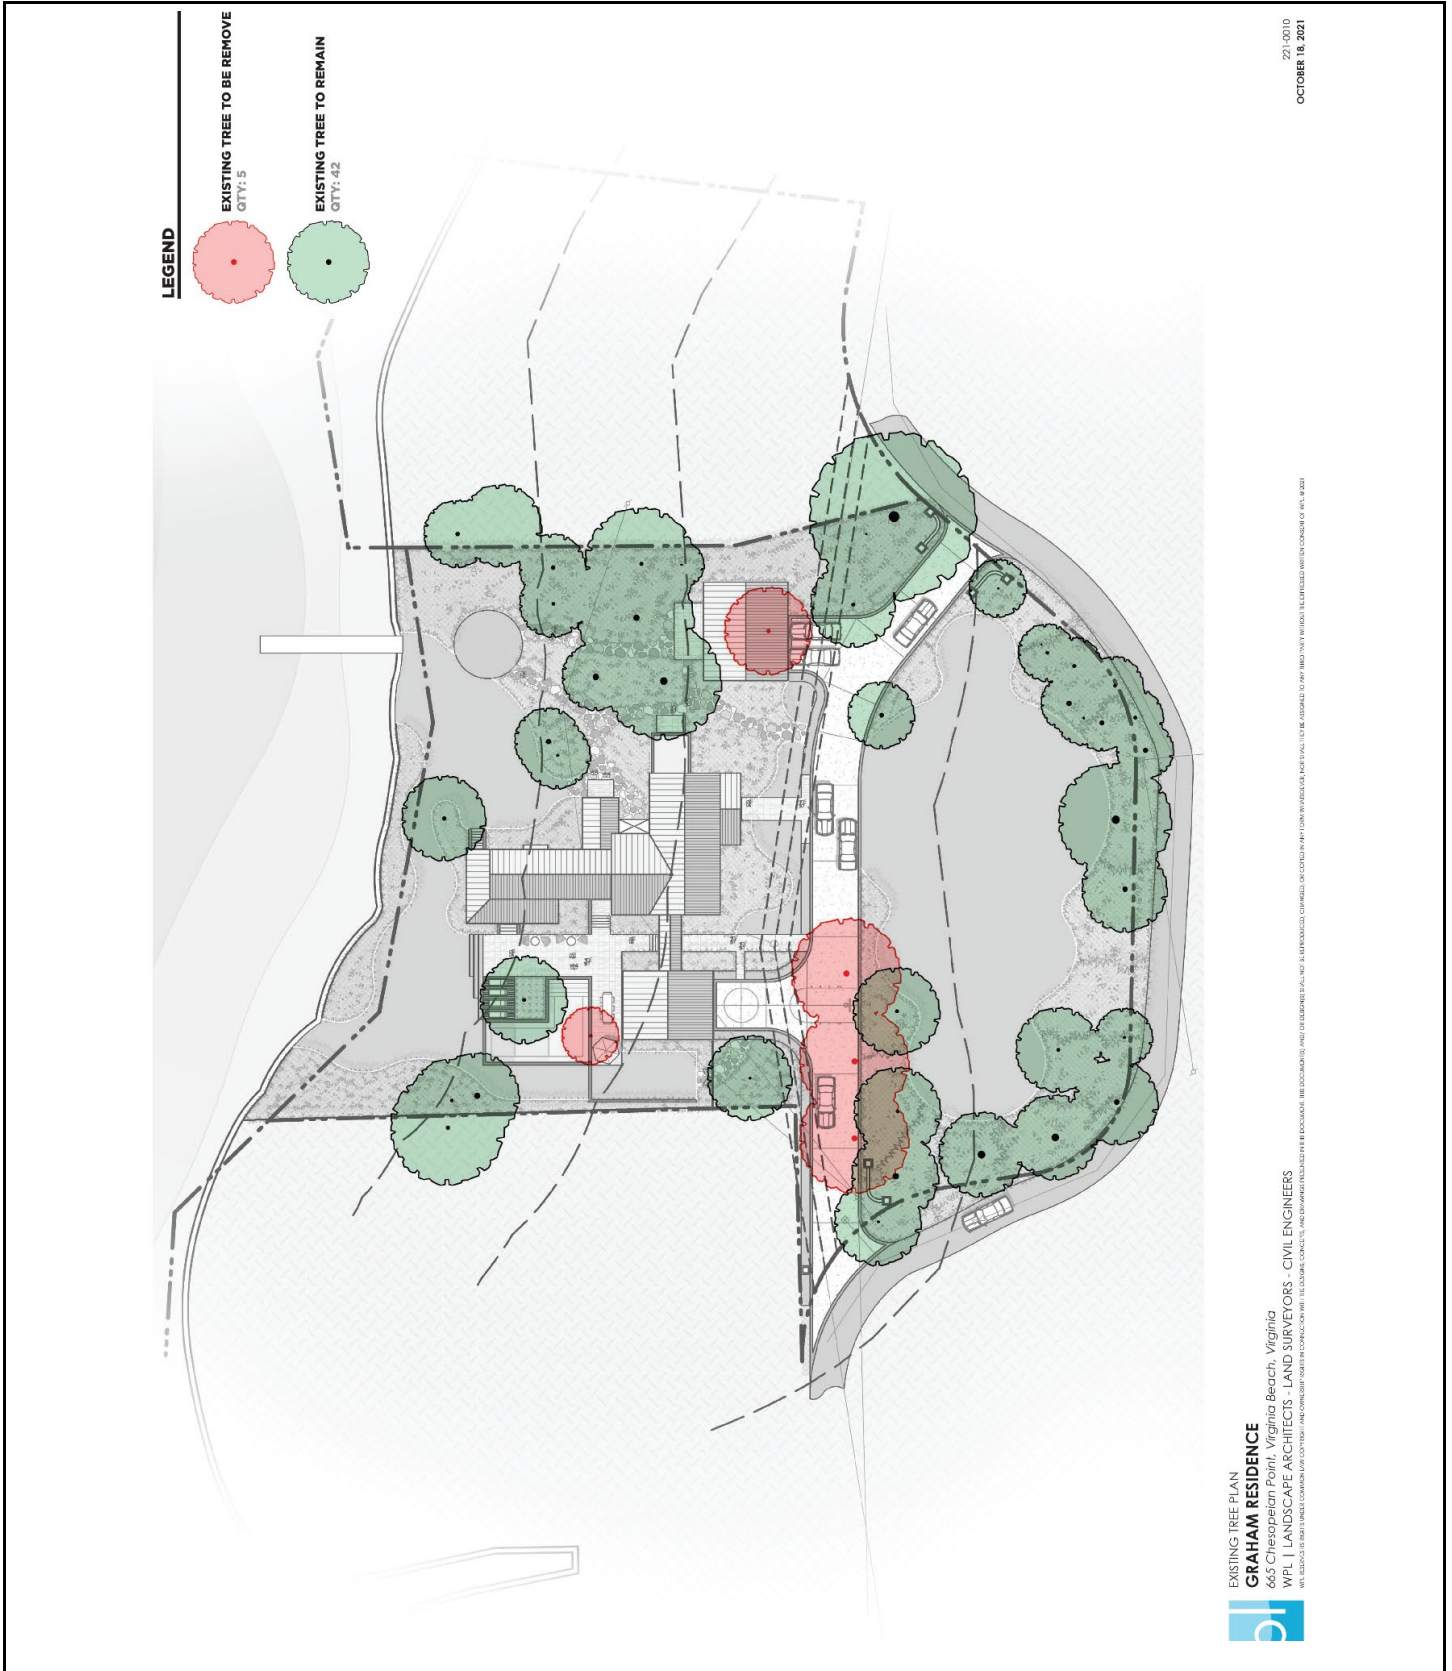 LEGEND
EXISTING TREE TO BE REMOVE
QTY: 5
EXISTING TREE TO REMAIN
QTY: 42
221-0010
OCTOBER 18, 2021
EXISTING TREE PLAN
GRAHAM RESIDENCE
665 Chesopeian Point, Virginia Beach, Virginia
WPL | LANDSCAPE ARCHITECTS - LAND SURVEYORS - CIVIL ENGINEERS